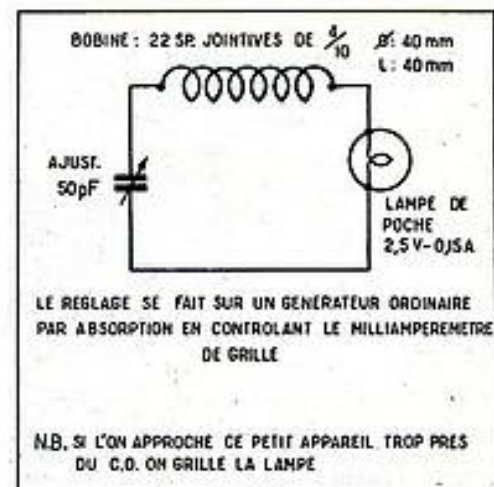 BOBINE : 22 SP. JOINTIVES DE 4/10 Ø: 40 mm
L: 40 mm
AJUST.
50pF
LAMPE DE
POCHE
2,5 V-0,15A
LE REGLAGE SE FAIT SUR UN GENERATEUR ORDINAIRE
PAR ABSORPTION EN CONTROLANT LE MILLIAMPEREMETRE
DE GRILLE
N.B. SI L'ON APPROCHE CE PETIT APPAREIL TROP PRES
DU C.O. ON GRILLE LA LAMPE